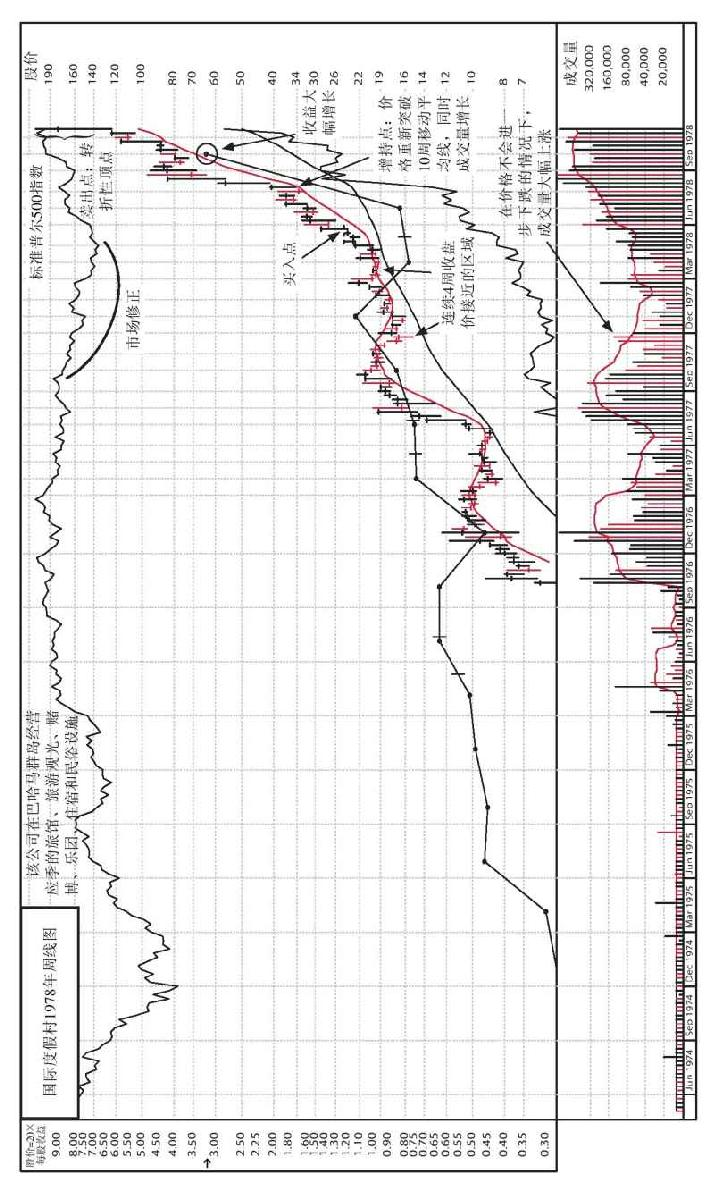 国际度假村1978年周线图
该公司在巴哈马群岛经营
应季的旅馆、旅游观光、赌
博、乐团、住宿和民俗设施
标准普尔500指数
市场修正
卖出点：转
折性顶点
买入点
收益大
幅增长
增持点：价
格重新突破
10周移动平
均线，同时
成交量增长
连续4周收盘
价接近的区域
在价格不会进一
步下跌的情况下，
成交量大幅上涨
股价=20×
每股收益
9.00
8.00
7.50
7.00
6.00
5.50
5.00
4.50
4.00
3.50
3.00
2.50
2.25
2.00
1.80
1.60
1.50
1.40
1.30
1.20
1.10
1.00
0.90
0.80
0.75
0.70
0.65
0.60
0.55
0.50
0.45
0.40
0.35
0.30
股价
190
160
140
120
100
80
70
60
50
40
34
30
26
22
19
16
14
12
10
8
7
成交量
320,000
160,000
80,000
40,000
20,000
Jun 1974
Sep 1974
Dec 1974
Mar 1975
Jun 1975
Sep 1975
Dec 1975
Mar 1976
Jun 1976
Sep 1976
Dec 1976
Mar 1977
Jun 1977
Sep 1977
Dec 1977
Mar 1978
Jun 1978
Sep 1978